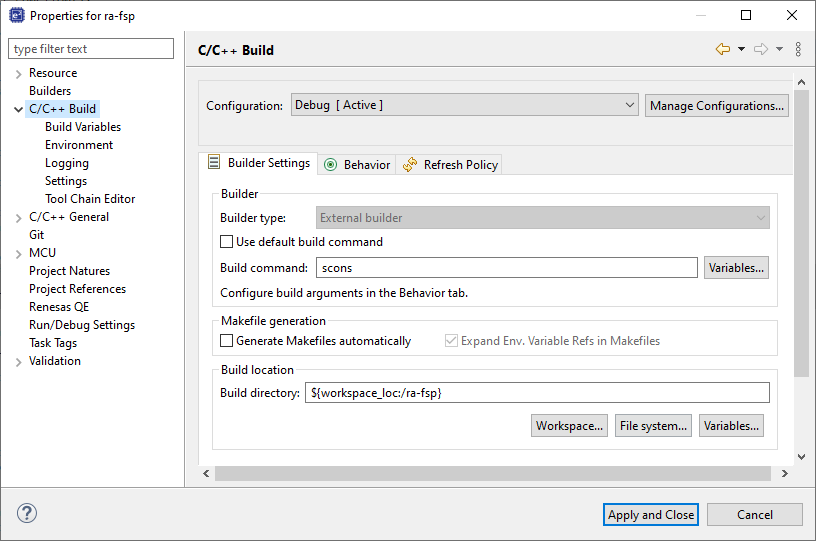 Properties for ra-fsp
type filter text
Resource
Builders
C/C++ Build
Build Variables
Environment
Logging
Settings
Tool Chain Editor
C/C++ General
Git
MCU
Project Natures
Project References
Renesas QE
Run/Debug Settings
Task Tags
Validation
C/C++ Build
Configuration: Debug [ Active ] Manage Configurations...
Builder Settings Behavior Refresh Policy
Builder
Builder type: External builder
Use default build command
Build command: scons Variables...
Configure build arguments in the Behavior tab.
Makefile generation
Generate Makefiles automatically Expand Env. Variable Refs in Makefiles
Build location
Build directory: ${workspace_loc:/ra-fsp}
Workspace... File system... Variables...
? Apply and Close Cancel